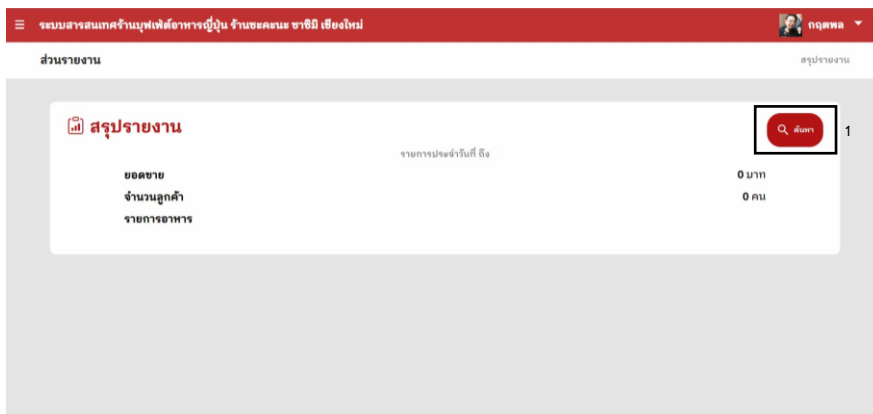 ระบบสารสนเทศร้านบุฟเฟ่ต์อาหารญี่ปุ่น ร้านซะคะนะ ซาชิมิ เชียงใหม่ กฤตพล
ส่วนรายงาน สรุปรายงาน
สรุปรายงาน ค้นหา 1
รายการประจำวันที่ ถึง
ยอดขาย 0 บาท
จำนวนลูกค้า 0 คน
รายการอาหาร